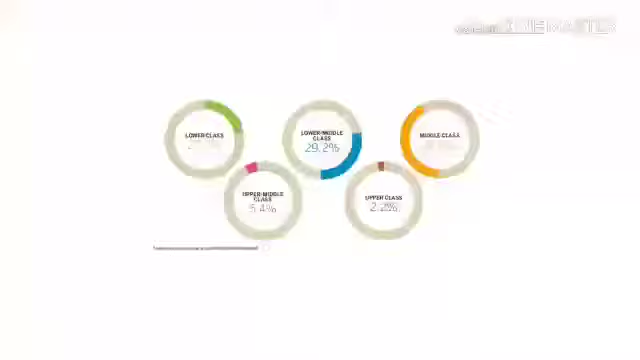 LOWER CLASS
LOWER-MIDDLE
CLASS
29.2%
MIDDLE CLASS
UPPER-MIDDLE
CLASS
5.4%
UPPER CLASS
2.2%